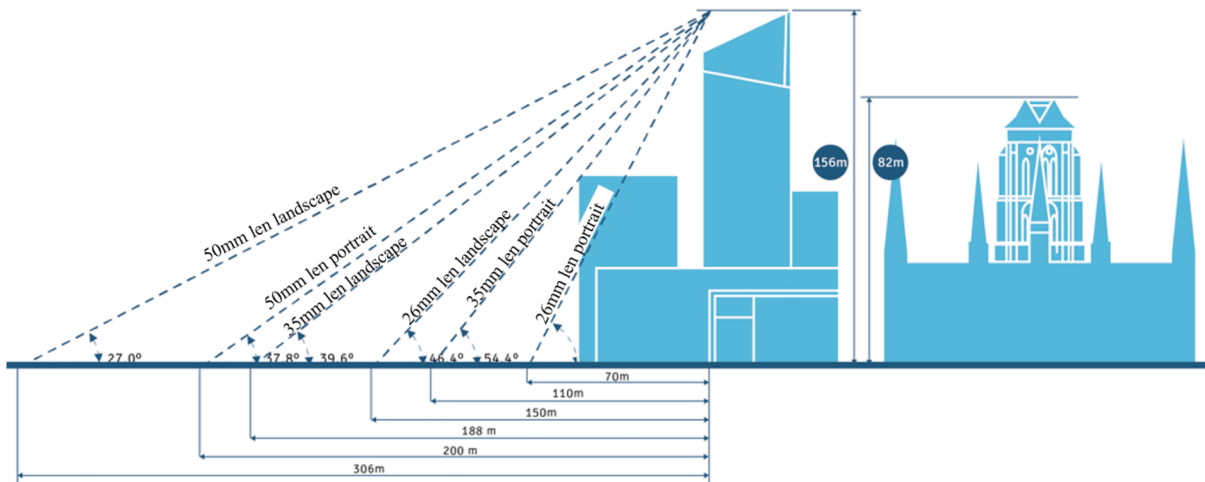 50mm len landscape
50mm len portrait
35mm len landscape
26mm len landscape
35mm len portrait
26mm len portrait
156m
82m
27.0°
37.8°
39.6°
46.4°
54.4°
70m
110m
150m
188 m
200 m
306m